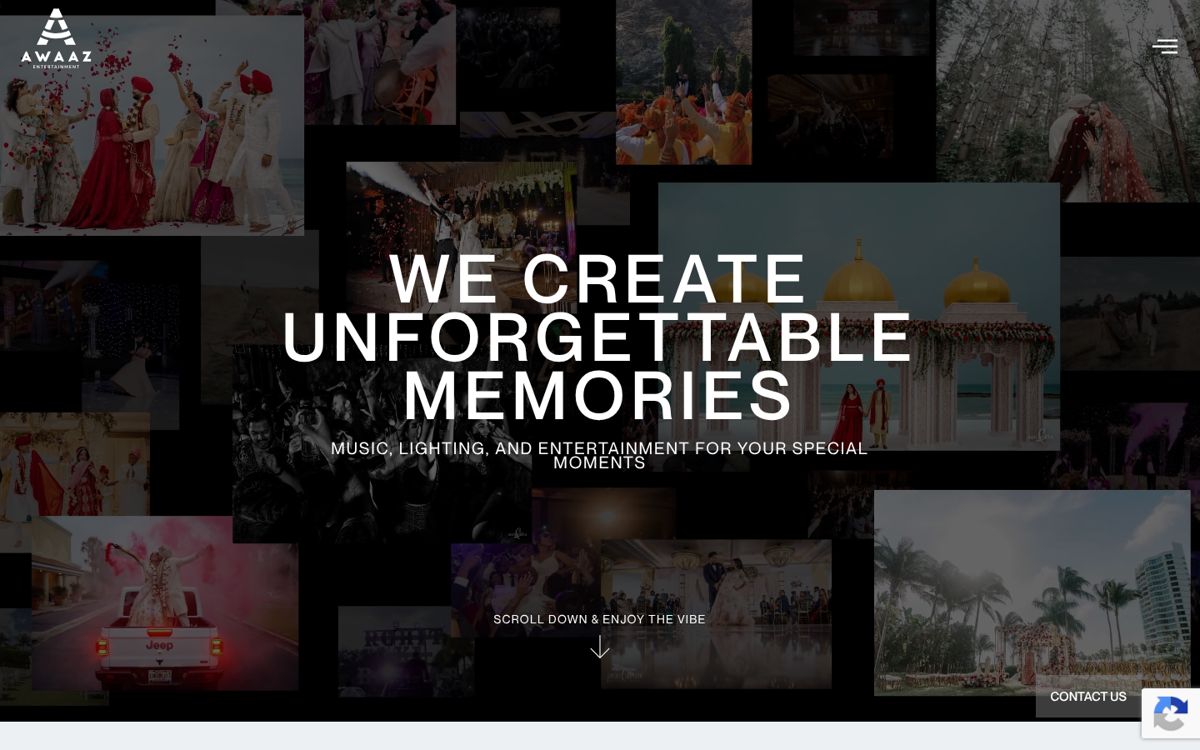 AWAAZ
ENTERTAINMENT
WE CREATE
UNFORGETTABLE
MEMORIES
MUSIC, LIGHTING, AND ENTERTAINMENT FOR YOUR SPECIAL
MOMENTS
Jeep
SCROLL DOWN & ENJOY THE VIBE
CONTACT US